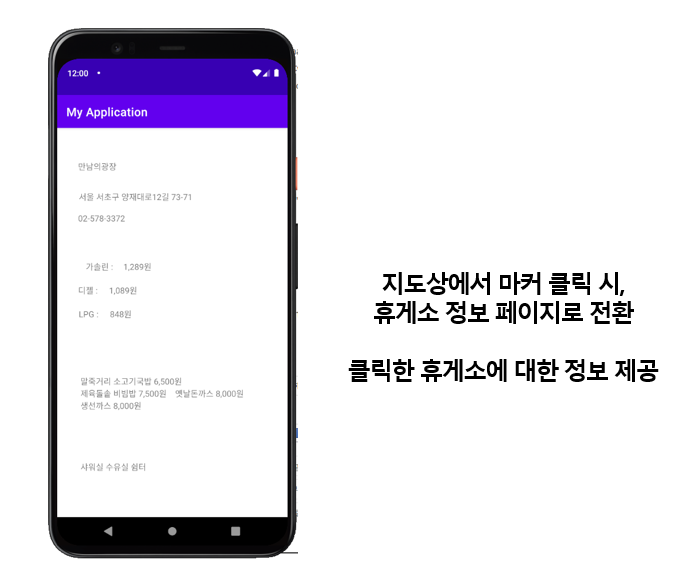 12:00
My Application
만남의광장
서울 서초구 양재대로12길 73-71
02-578-3372
가솔린 : 1,289원
디젤 : 1,089원
LPG : 848원
말죽거리 소고기국밥 6,500원
제육돌솥 비빔밥 7,500원 옛날돈까스 8,000원
생선까스 8,000원
샤워실 수유실 쉼터
지도상에서 마커 클릭 시,
휴게소 정보 페이지로 전환
클릭한 휴게소에 대한 정보 제공